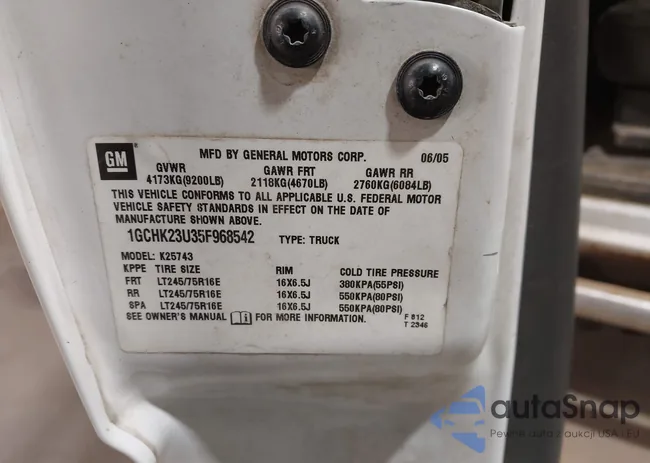 GM
MFD BY GENERAL MOTORS CORP. 06/05
GVWR GAWR FRT GAWR RR
4173KG(9200LB) 2118KG(4670LB) 2760KG(6084LB)
THIS VEHICLE CONFORMS TO ALL APPLICABLE U.S. FEDERAL MOTOR
VEHICLE SAFETY STANDARDS IN EFFECT ON THE DATE OF
MANUFACTURE SHOWN ABOVE.
1GCHK23U35F968542 TYPE: TRUCK
MODEL: K25743
KPPE TIRE SIZE RIM COLD TIRE PRESSURE
FRT LT245/75R16E 16X6.5J 380KPA(55PSI)
RR LT245/75R16E 16X6.5J 550KPA(80PSI)
SPA LT245/75R16E 16X6.5J 550KPA(80PSI)
SEE OWNER'S MANUAL FOR MORE INFORMATION.
F 812
T 2346
autaSnap
Pewne auta z aukcji USA i EU